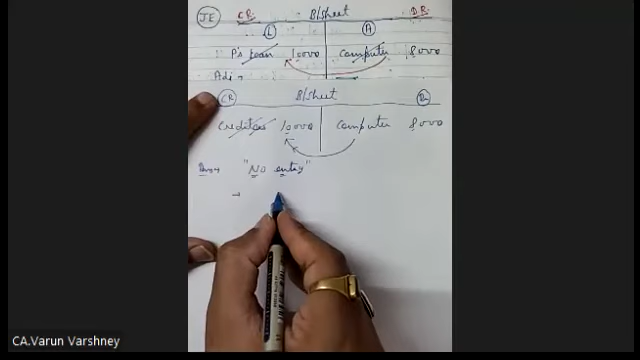 JE CR. B/Sheet DR.
L A
P's Loan 10000 Computer 8000
Adj →
CR B/Sheet Dr
Creditors 10000 Computer 8000
"No entry"
→
CA.Varun Varshney